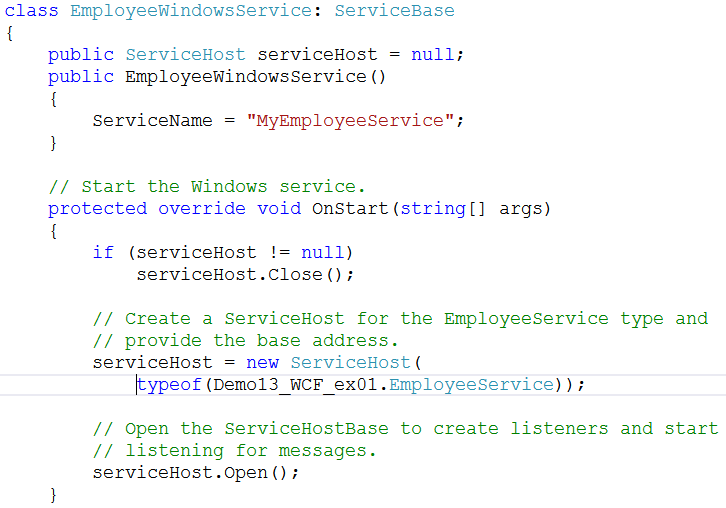 class EmployeeWindowsService: ServiceBase
{
    public ServiceHost serviceHost = null;
    public EmployeeWindowsService()
    {
        ServiceName = "MyEmployeeService";
    }

    // Start the Windows service.
    protected override void OnStart(string[] args)
    {
        if (serviceHost != null)
            serviceHost.Close();

        // Create a ServiceHost for the EmployeeService type and
        // provide the base address.
        serviceHost = new ServiceHost(
            typeof(Demo13_WCF_ex01.EmployeeService));

        // Open the ServiceHostBase to create listeners and start
        // listening for messages.
        serviceHost.Open();
    }